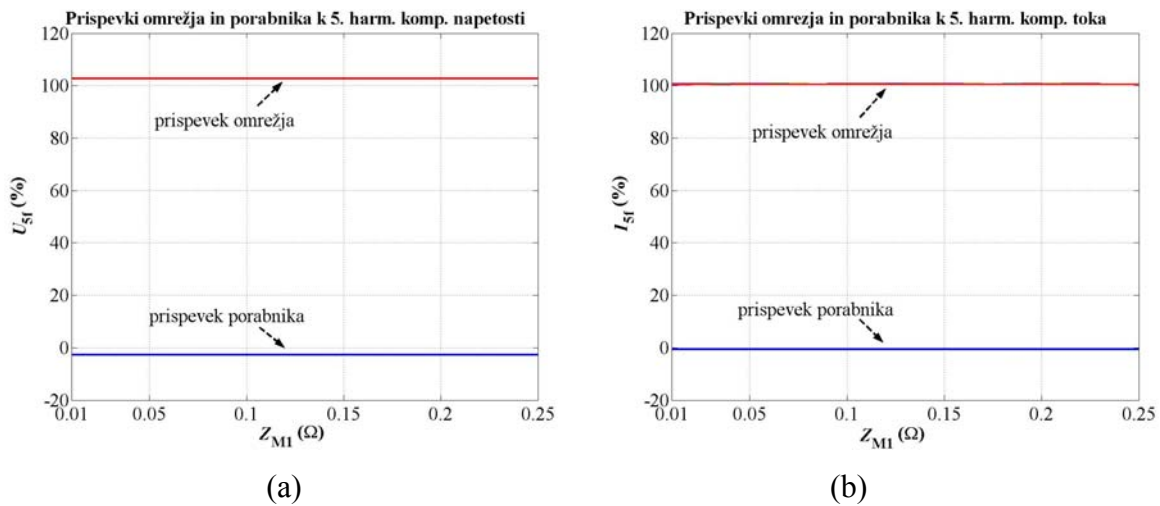 Prispevki omrežja in porabnika k 5. harm. komp. napetosti
120
100
80
60
40
20
0
-20
U5f (%)
prispevek omrežja
prispevek porabnika
0.01 0.05 0.1 0.15 0.2 0.25
ZM1 (Ω)
(a)
Prispevki omrezja in porabnika k 5. harm. komp. toka
120
100
80
60
40
20
0
-20
I5f (%)
prispevek omrežja
prispevek porabnika
0.01 0.05 0.1 0.15 0.2 0.25
ZM1 (Ω)
(b)